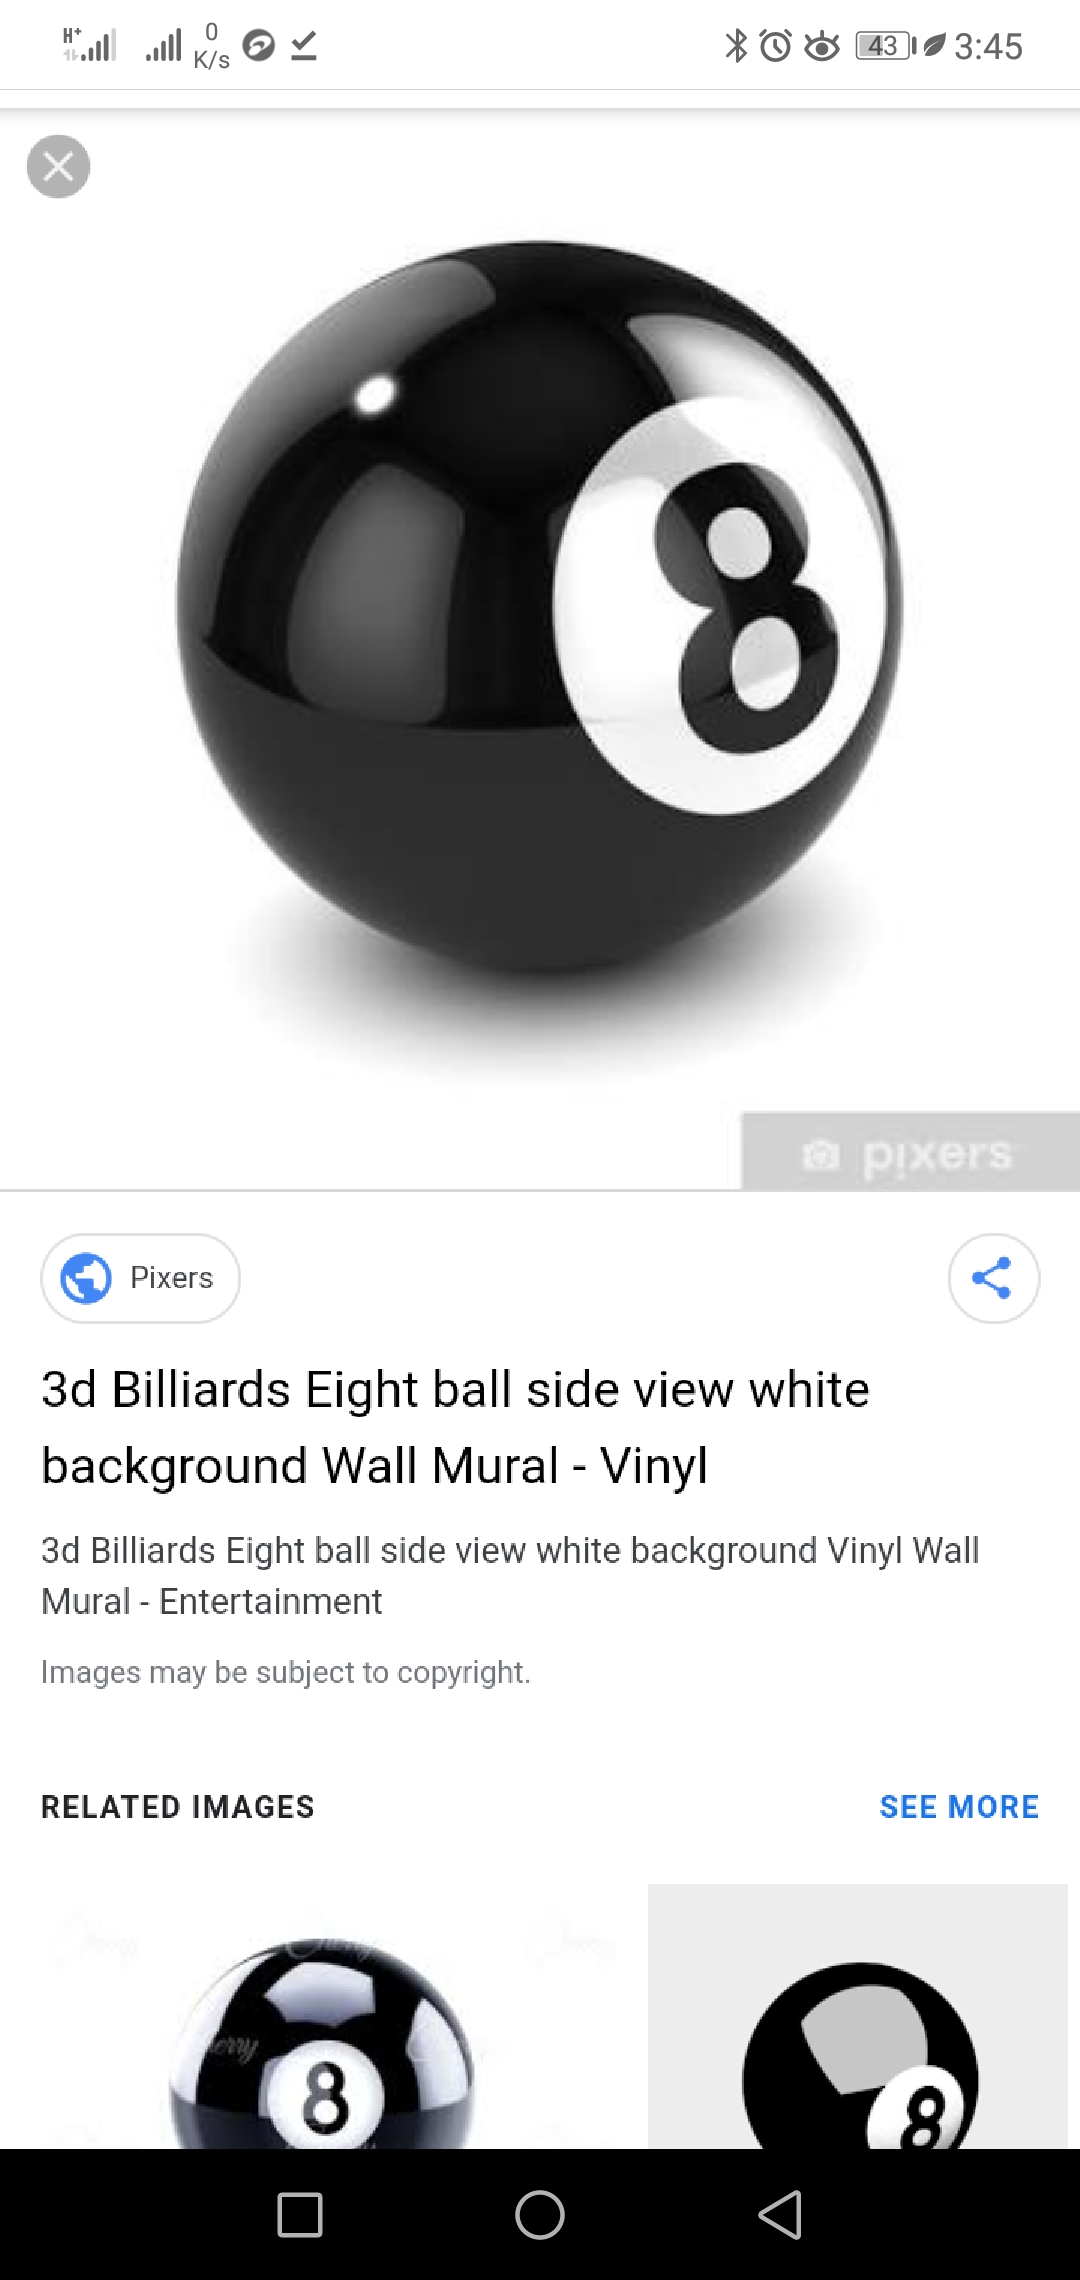 H+ 0 K/s 43 3:45
8
pixers
Pixers
3d Billiards Eight ball side view white
background Wall Mural - Vinyl
3d Billiards Eight ball side view white background Vinyl Wall
Mural - Entertainment
Images may be subject to copyright.
RELATED IMAGES SEE MORE
8
8